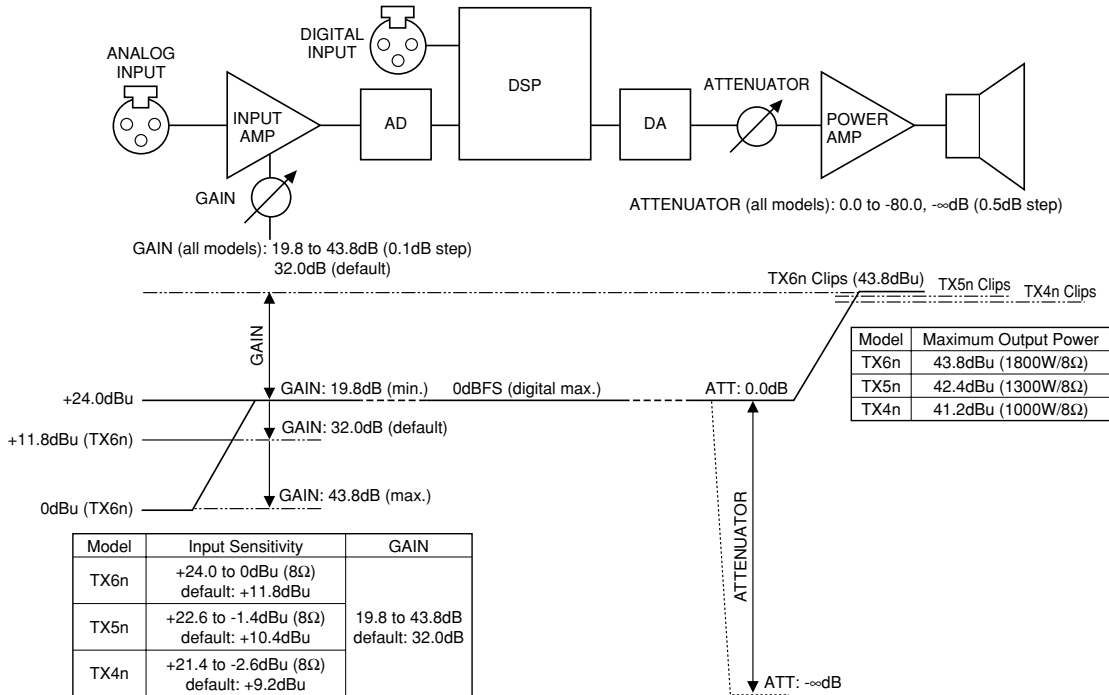 ANALOG
INPUT
DIGITAL
INPUT
INPUT
AMP
AD
DSP
DA
ATTENUATOR
POWER
AMP
GAIN
ATTENUATOR (all models): 0.0 to -80.0, -∞dB (0.5dB step)
GAIN (all models): 19.8 to 43.8dB (0.1dB step)
32.0dB (default)
TX6n Clips (43.8dBu)
TX5n Clips
TX4n Clips
GAIN
+24.0dBu
GAIN: 19.8dB (min.)
0dBFS (digital max.)
ATT: 0.0dB
GAIN: 32.0dB (default)
+11.8dBu (TX6n)
GAIN: 43.8dB (max.)
0dBu (TX6n)
Model Maximum Output Power
TX6n 43.8dBu (1800W/8Ω)
TX5n 42.4dBu (1300W/8Ω)
TX4n 41.2dBu (1000W/8Ω)
ATTENUATOR
ATT: -∞dB
Model Input Sensitivity GAIN
TX6n +24.0 to 0dBu (8Ω)
default: +11.8dBu
TX5n +22.6 to -1.4dBu (8Ω)
default: +10.4dBu
TX4n +21.4 to -2.6dBu (8Ω)
default: +9.2dBu
19.8 to 43.8dB
default: 32.0dB